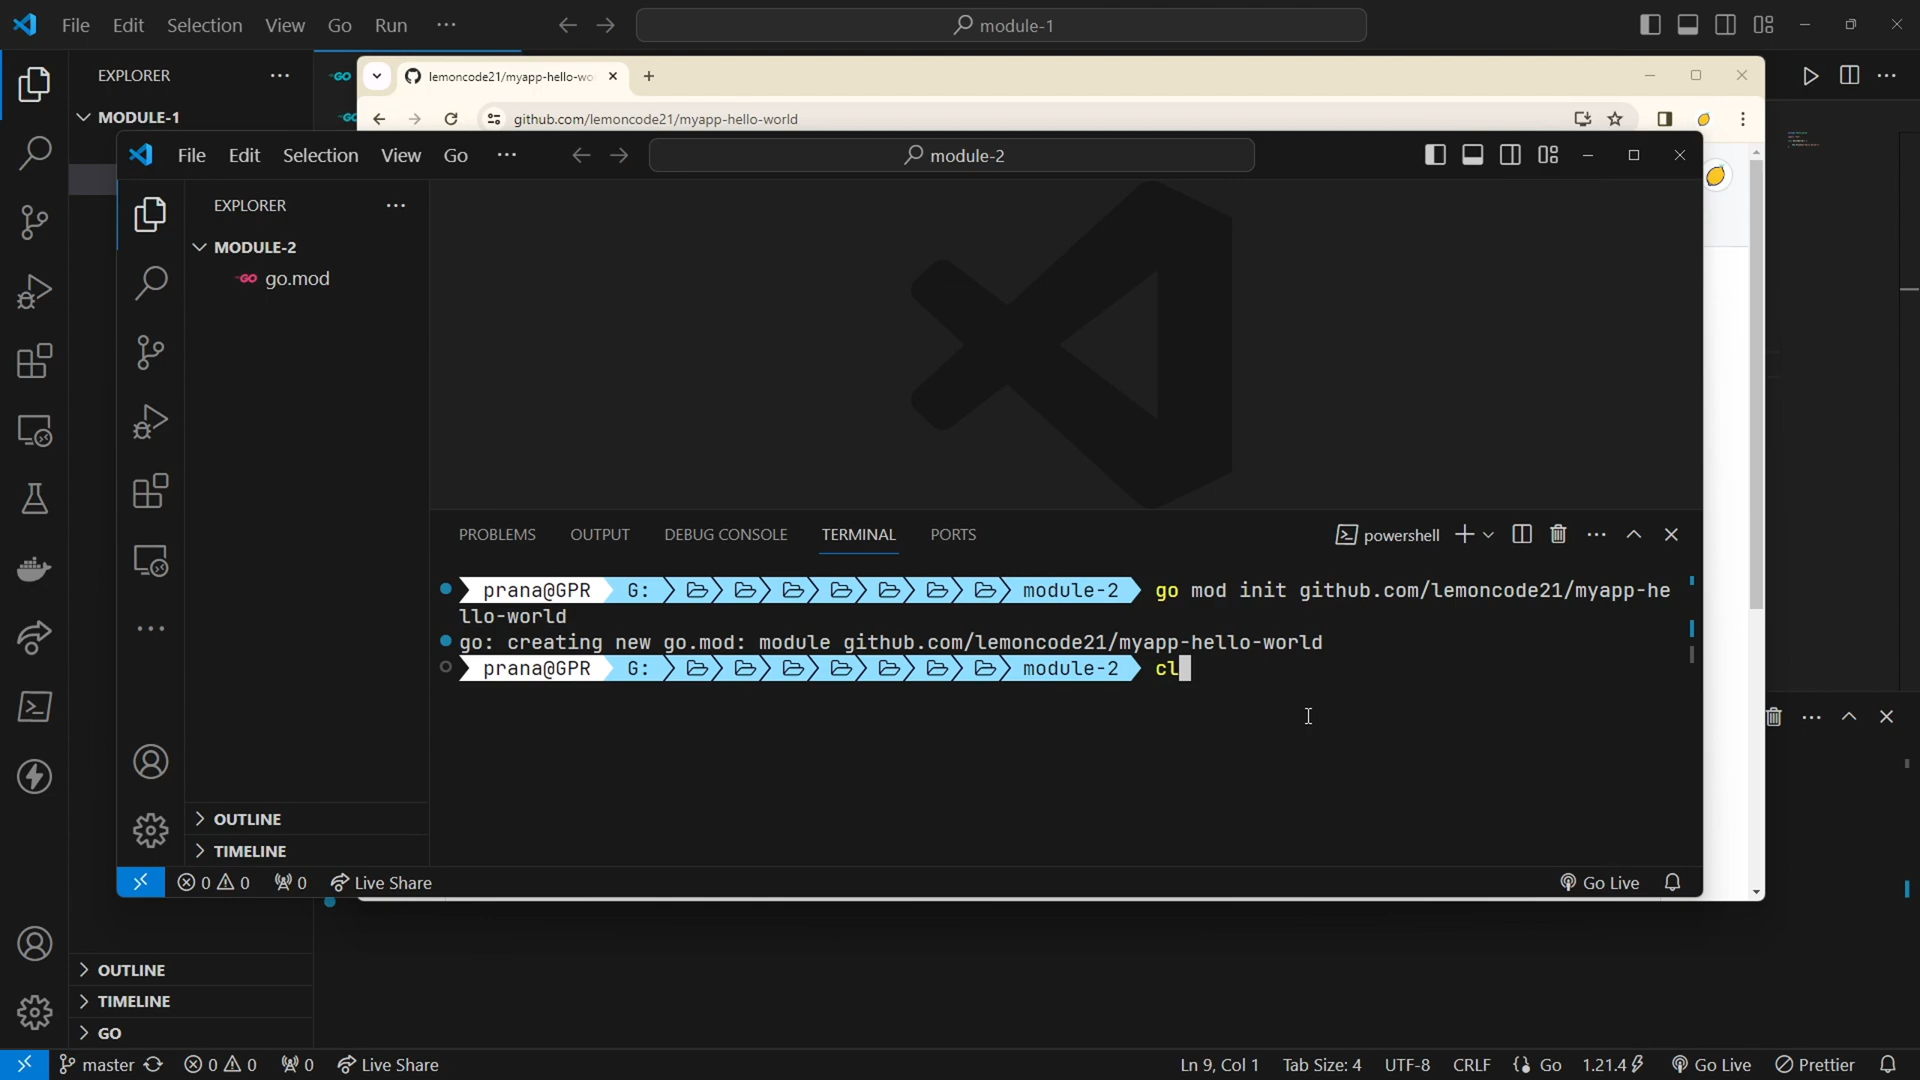 File Edit Selection View Go Run ··· module-1
EXPLORER ···
MODULE-1
lemoncode21/myapp-hello-wo
github.com/lemoncode21/myapp-hello-world
File Edit Selection View Go ··· module-2
EXPLORER ···
MODULE-2
go.mod
PROBLEMS OUTPUT DEBUG CONSOLE TERMINAL PORTS powershell
prana@GPR G: module-2 go mod init github.com/lemoncode21/myapp-he
llo-world
go: creating new go.mod: module github.com/lemoncode21/myapp-hello-world
prana@GPR G: module-2 cl
OUTLINE
TIMELINE
0 0 0 Live Share Go Live
OUTLINE
TIMELINE
GO
master 0 0 0 Live Share Ln 9, Col 1 Tab Size: 4 UTF-8 CRLF {} Go 1.21.4 Go Live Prettier